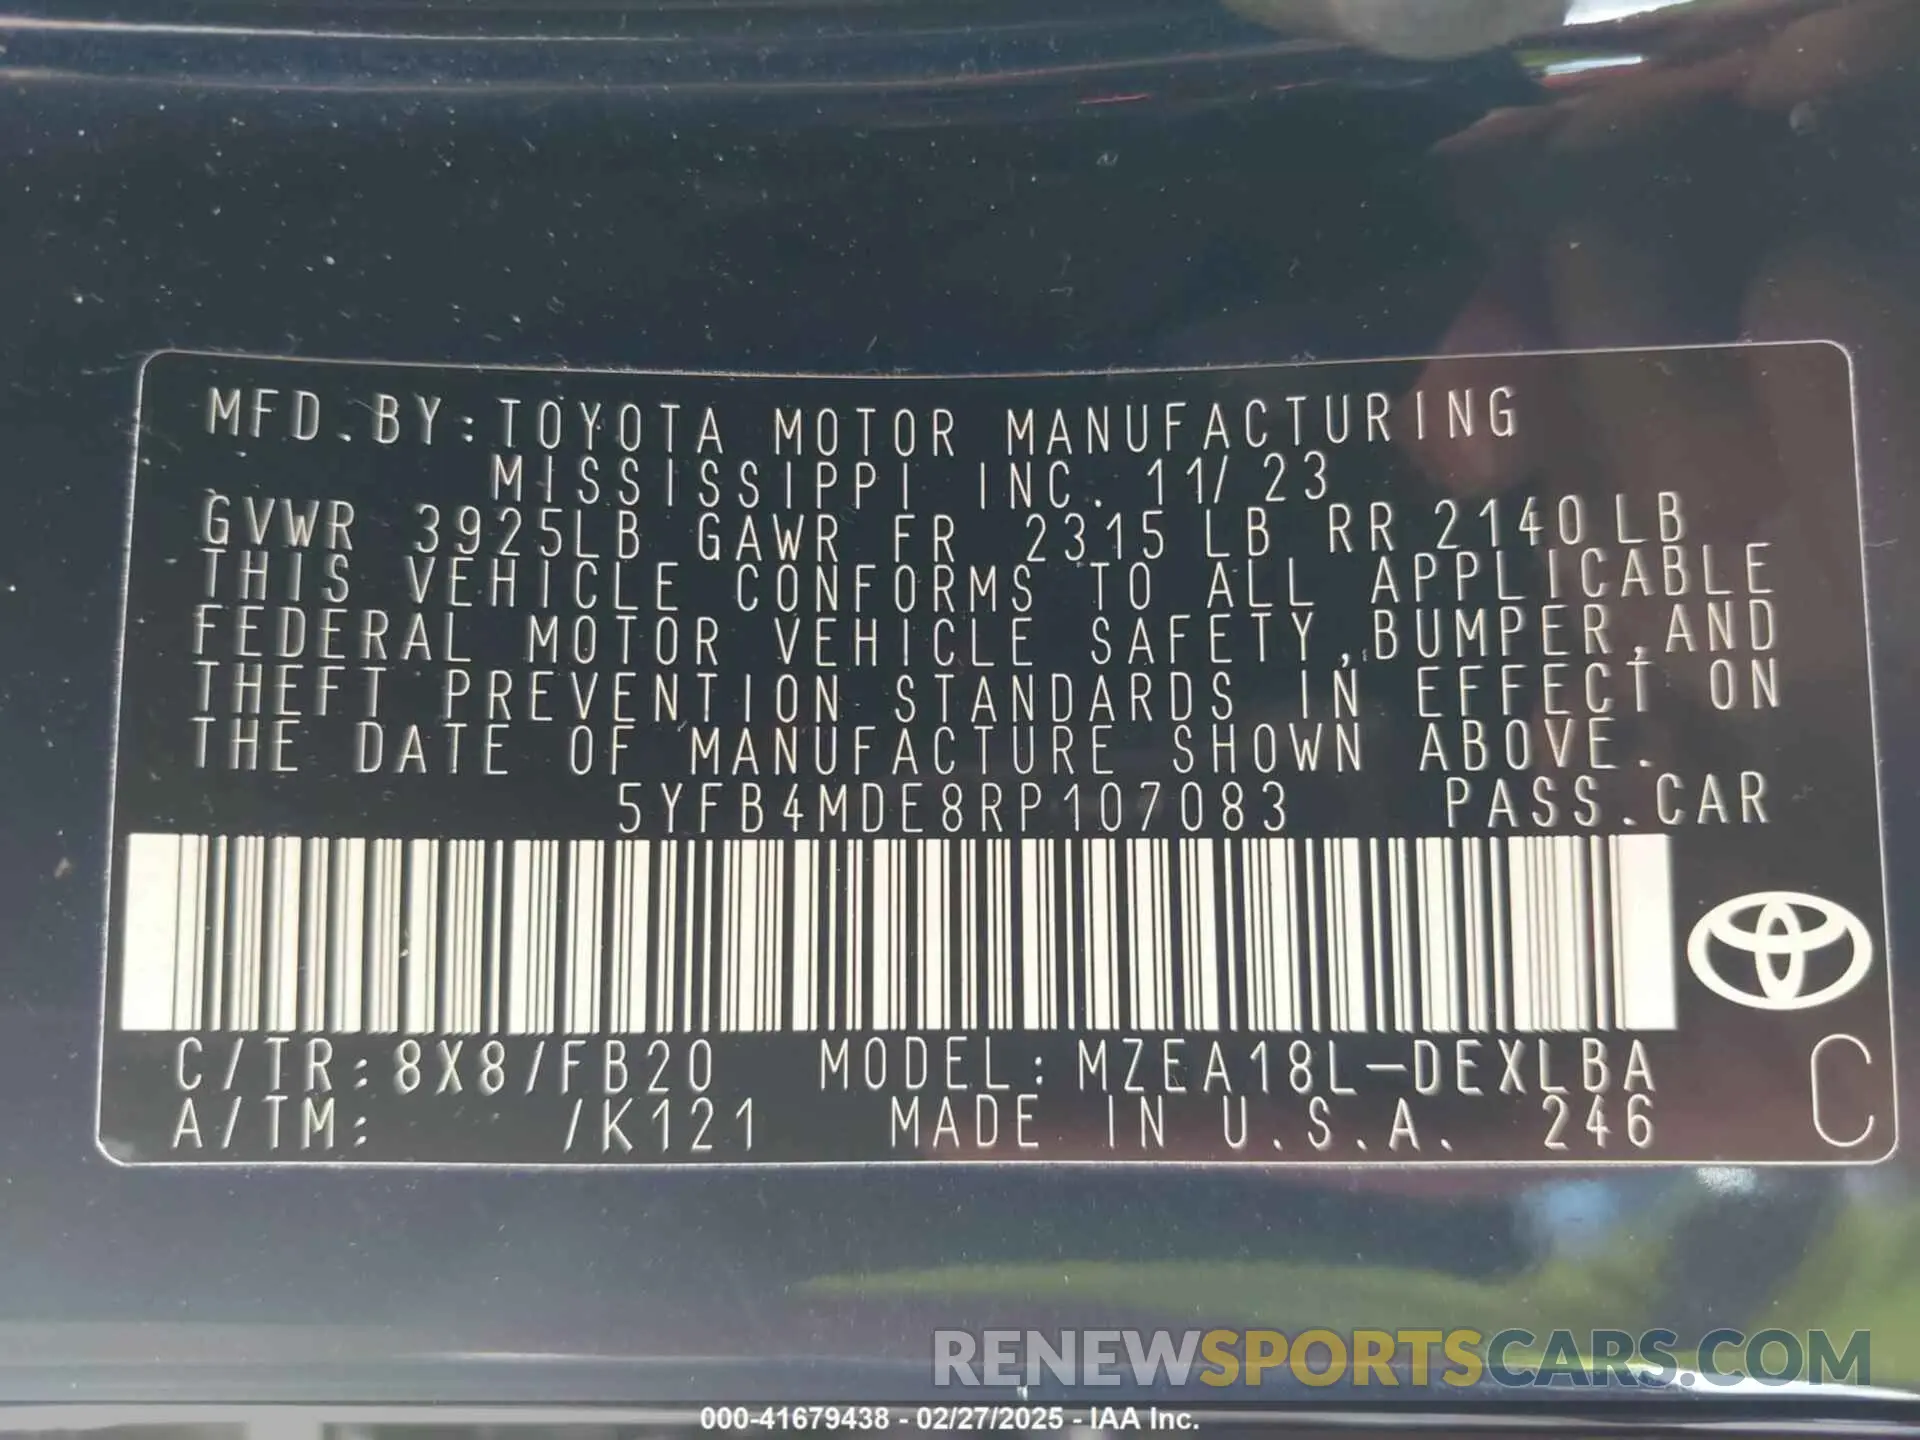 MFD.BY:TOYOTA MOTOR MANUFACTURING
MISSISSIPPI INC. 11/23
GVWR 3925LB GAWR FR 2315 LB RR 2140LB
THIS VEHICLE CONFORMS TO ALL APPLICABLE
FEDERAL MOTOR VEHICLE SAFETY,BUMPER,AND
THEFT PREVENTION STANDARDS IN EFFECT ON
THE DATE OF MANUFACTURE SHOWN ABOVE.
5YFB4MDE8RP107083 PASS.CAR
C/TR:8X8/FB20 MODEL:MZEA18L-DEXLBA C
A/TM: /K121 MADE IN U.S.A. 246
RENEWSPORTSCARS.COM
000-41679438 - 02/27/2025 - IAA Inc.